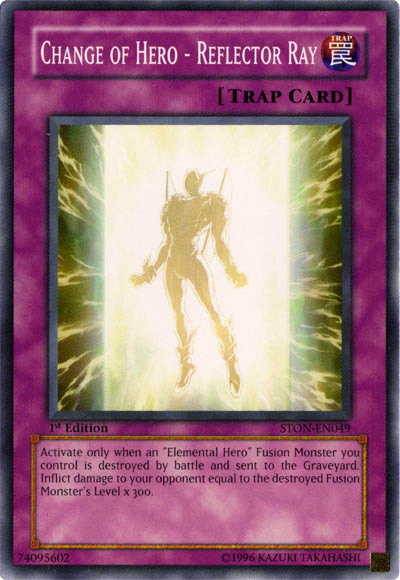 CHANGE OF HERO - REFLECTOR RAY
TRAP
罠
[TRAP CARD]
1st Edition
STON-EN049
Activate only when an "Elemental Hero" Fusion Monster you
control is destroyed by battle and sent to the Graveyard.
Inflict damage to your opponent equal to the destroyed Fusion
Monster's Level x 300.
74095602
©1996 KAZUKI TAKAHASHI